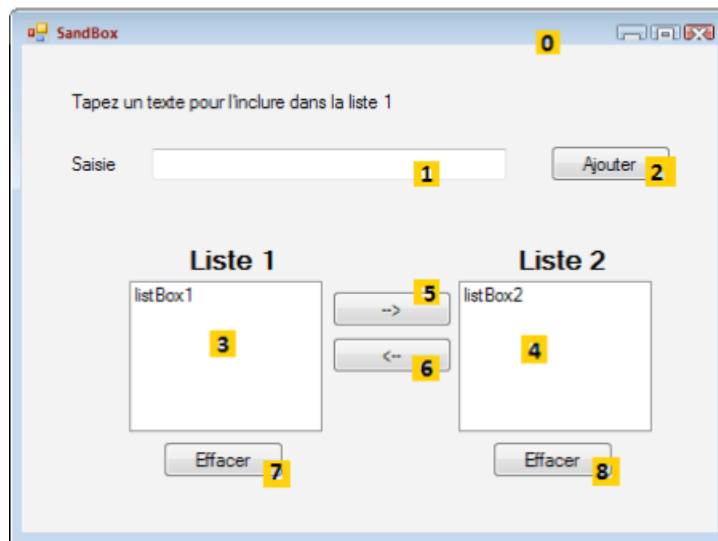 SandBox
0
Tapez un texte pour l'inclure dans la liste 1
Saisie 1 Ajouter 2
Liste 1 Liste 2
listBox1 --> 5 listBox2
3 <-- 6 4
Effacer 7 Effacer 8